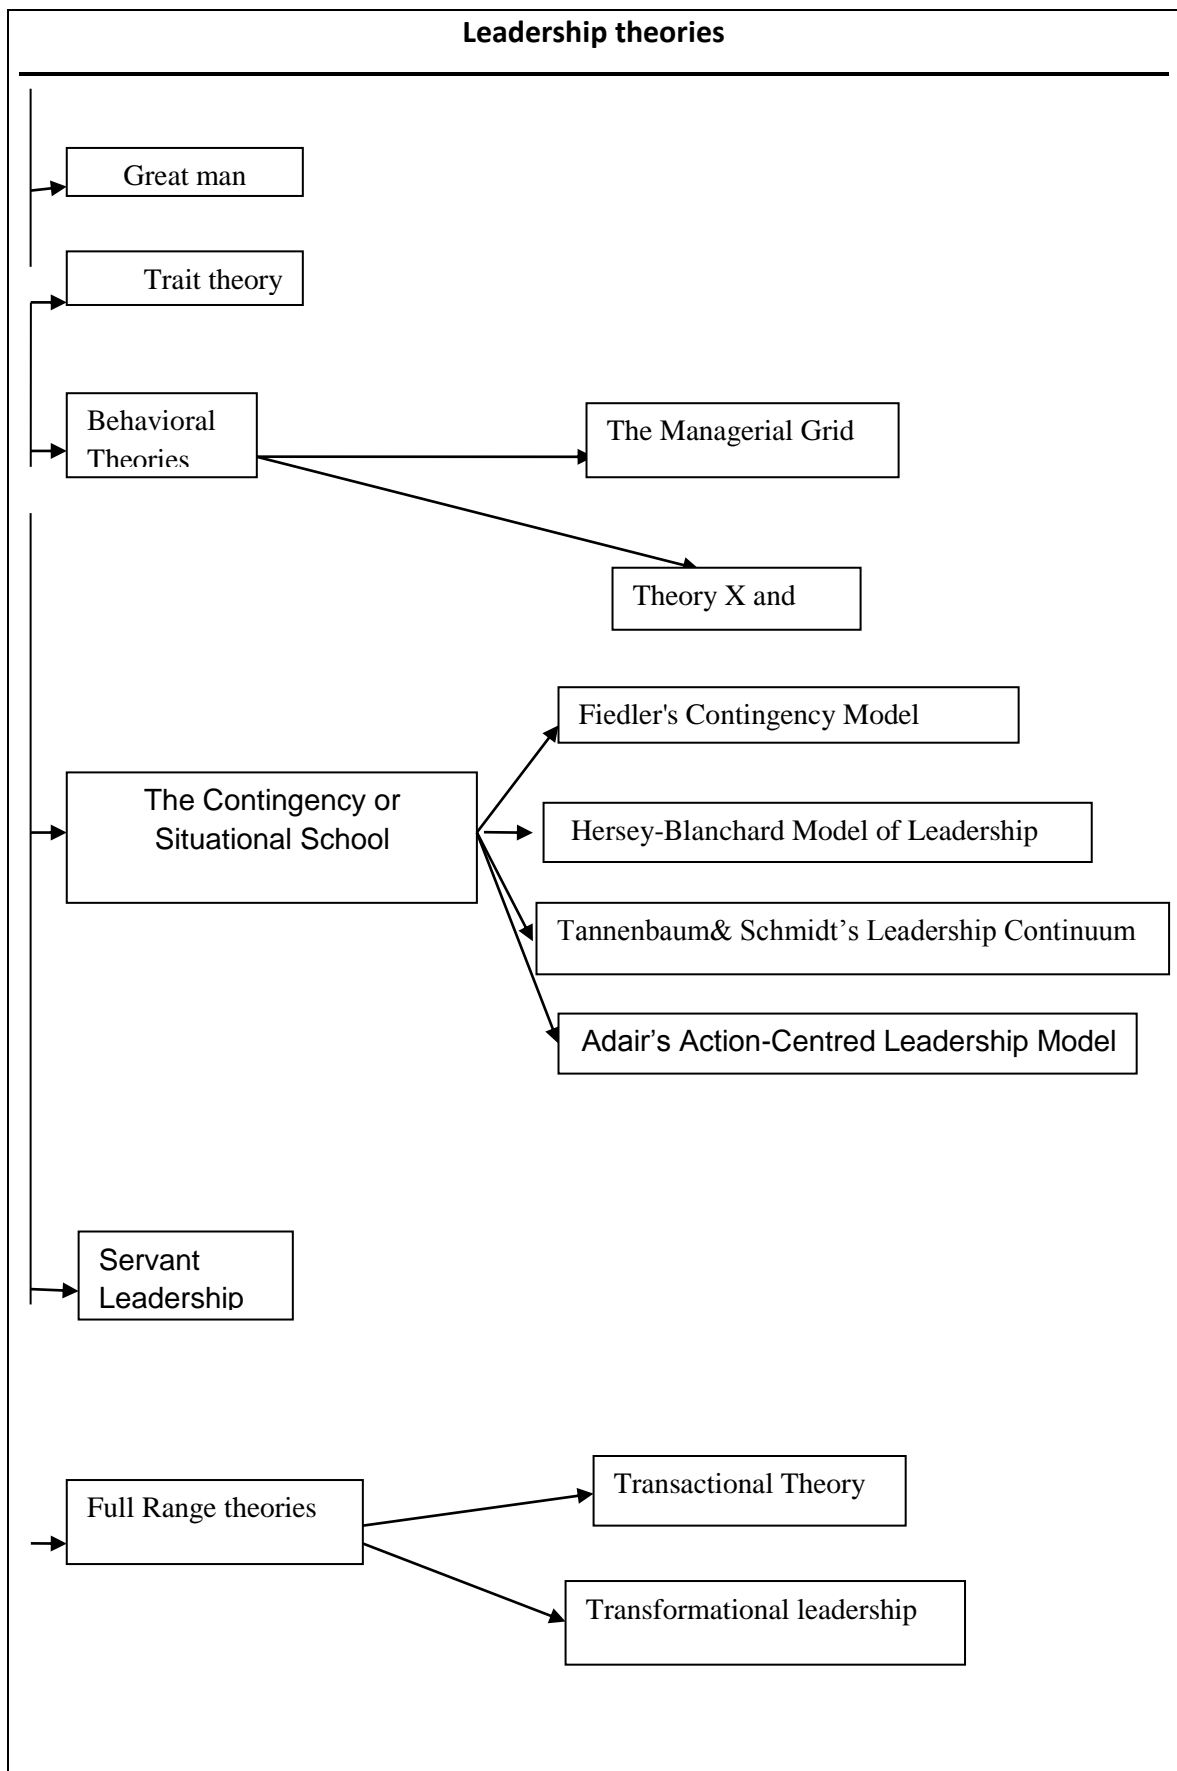 Leadership theories
Great man
Trait theory
Behavioral
Theories
The Managerial Grid
Theory X and
Fiedler's Contingency Model
The Contingency or
Situational School
Hersey-Blanchard Model of Leadership
Tannenbaum& Schmidt’s Leadership Continuum
Adair’s Action-Centred Leadership Model
Servant
Leadership
Full Range theories
Transactional Theory
Transformational leadership